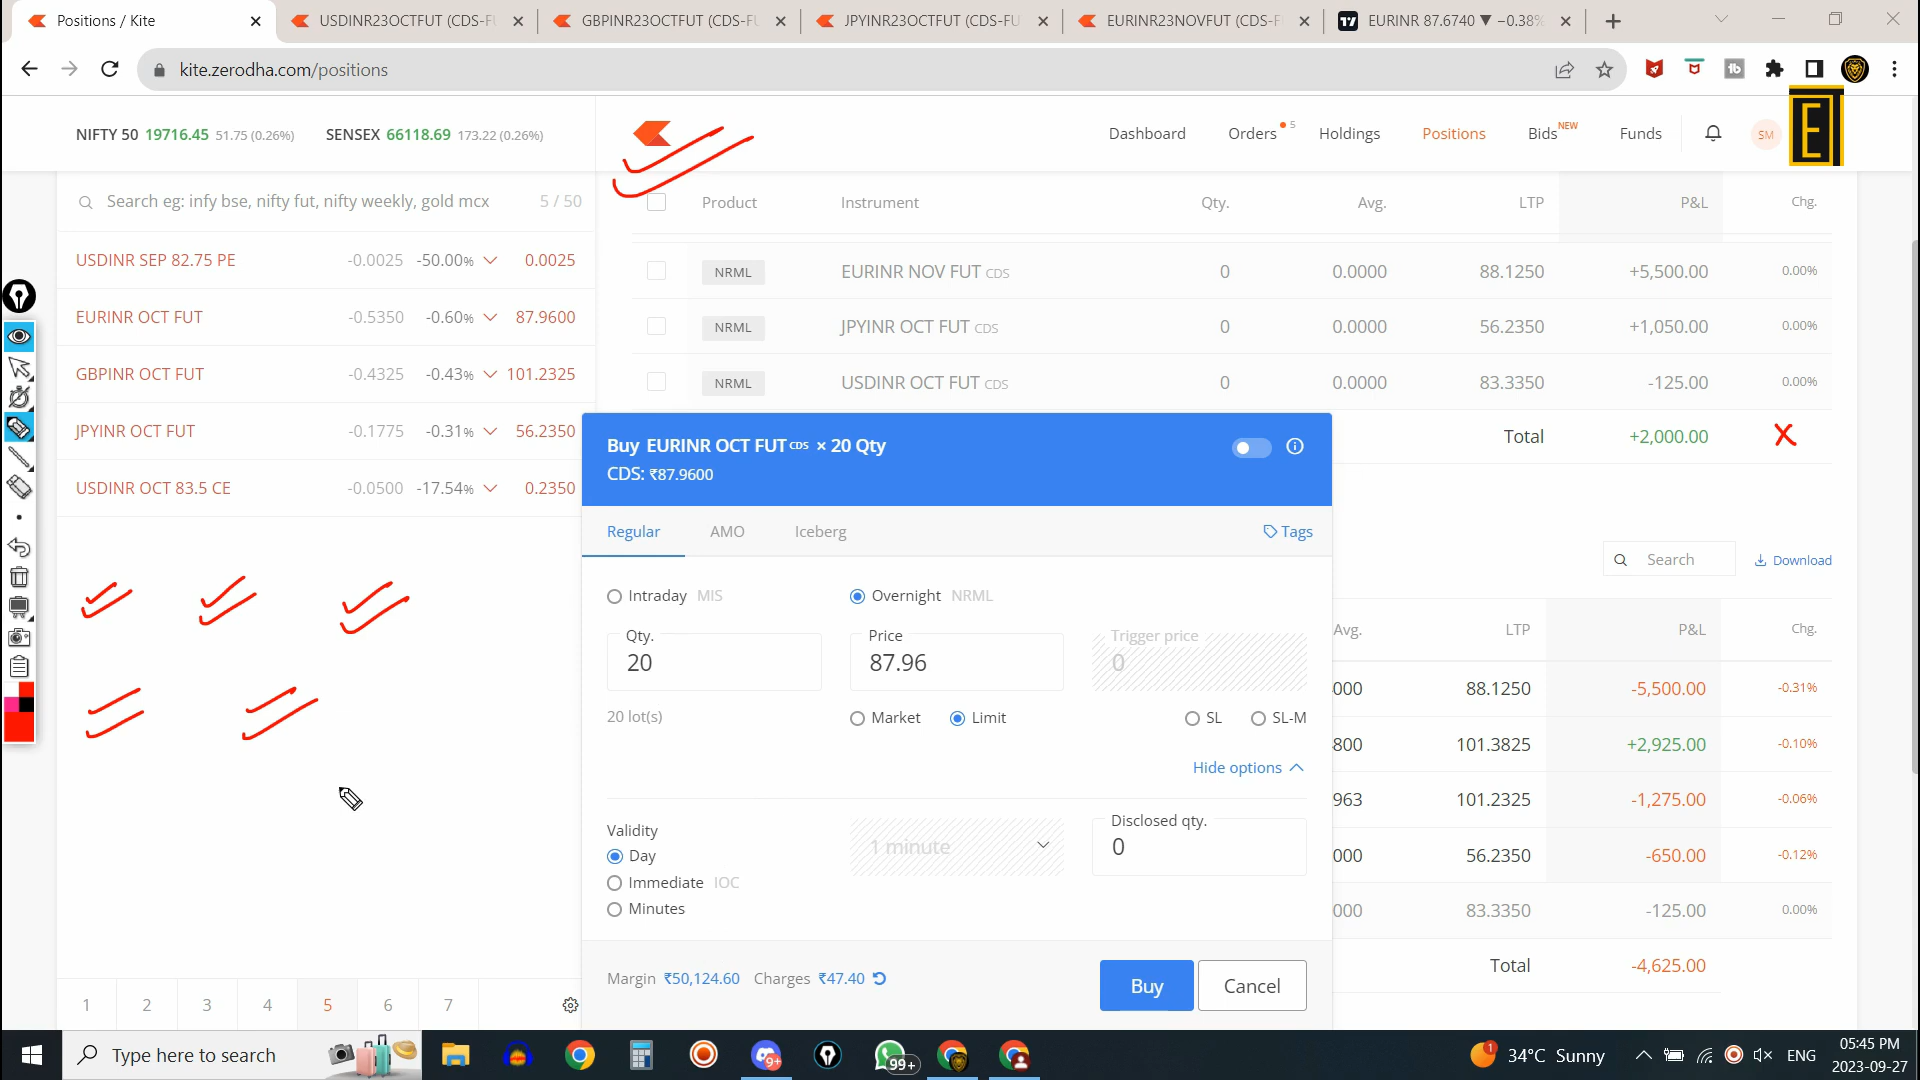 Positions / Kite
USDINR23OCTFUT (CDS-FU
GBPINR23OCTFUT (CDS-FU
JPYINR23OCTFUT (CDS-FU
EURINR23NOVFUT (CDS-F
EURINR 87.6740 ▼ −0.38%
kite.zerodha.com/positions
NIFTY 50 19716.45 51.75 (0.26%) SENSEX 66118.69 173.22 (0.26%)
Dashboard Orders 5 Holdings Positions Bids NEW Funds SM E
Search eg: infy bse, nifty fut, nifty weekly, gold mcx 5 / 50
USDINR SEP 82.75 PE -0.0025 -50.00% 0.0025
EURINR OCT FUT -0.5350 -0.60% 87.9600
GBPINR OCT FUT -0.4325 -0.43% 101.2325
JPYINR OCT FUT -0.1775 -0.31% 56.2350
USDINR OCT 83.5 CE -0.0500 -17.54% 0.2350
1 2 3 4 5 6 7
Product Instrument Qty. Avg. LTP P&L Chg.
NRML EURINR NOV FUT CDS 0 0.0000 88.1250 +5,500.00 0.00%
NRML JPYINR OCT FUT CDS 0 0.0000 56.2350 +1,050.00 0.00%
NRML USDINR OCT FUT CDS 0 0.0000 83.3350 -125.00 0.00%
Total +2,000.00 X
Buy EURINR OCT FUT CDS × 20 Qty
CDS: ₹87.9600
Regular AMO Iceberg Tags
Intraday MIS Overnight NRML
Qty. Price Trigger price
20 87.96 0
20 lot(s) Market Limit SL SL-M
Hide options
Validity
Day
Immediate IOC
Minutes
1 minute
Disclosed qty.
0
Margin ₹50,124.60 Charges ₹47.40
Buy Cancel
Search Download
Avg. LTP P&L Chg.
000 88.1250 -5,500.00 -0.31%
800 101.3825 +2,925.00 -0.10%
963 101.2325 -1,275.00 -0.06%
000 56.2350 -650.00 -0.12%
000 83.3350 -125.00 0.00%
Total -4,625.00
Type here to search
9+
99+
1
34°C Sunny
ENG
05:45 PM
2023-09-27